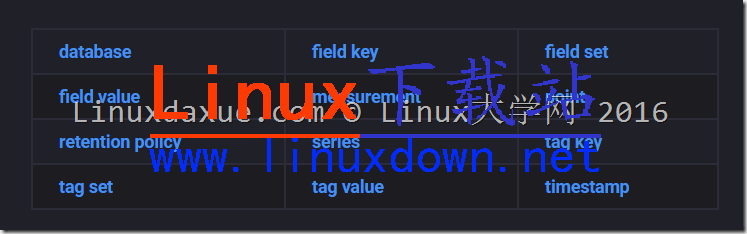 database field key field set
field value measurement point
Linuxdaxue.com © Linux大学网 2016
Linux下载站
retention policy series tag key
www.linuxdown.net
tag set tag value timestamp